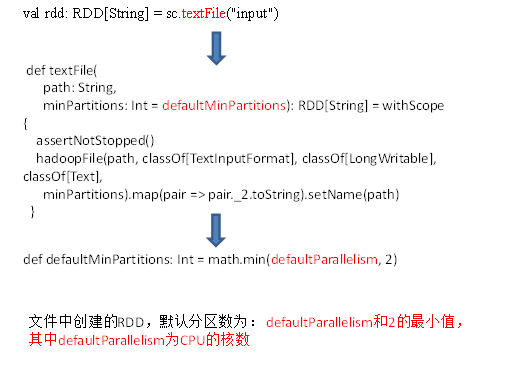 val rdd: RDD[String] = sc.textFile("input")
def textFile(
path: String,
minPartitions: Int = defaultMinPartitions): RDD[String] = withScope
{
assertNotStopped()
hadoopFile(path, classOf[TextInputFormat], classOf[LongWritable],
classOf[Text],
minPartitions).map(pair => pair._2.toString).setName(path)
}
def defaultMinPartitions: Int = math.min(defaultParallelism, 2)
文件中创建的RDD，默认分区数为： defaultParallelism和2的最小值，
其中defaultParallelism为CPU的核数